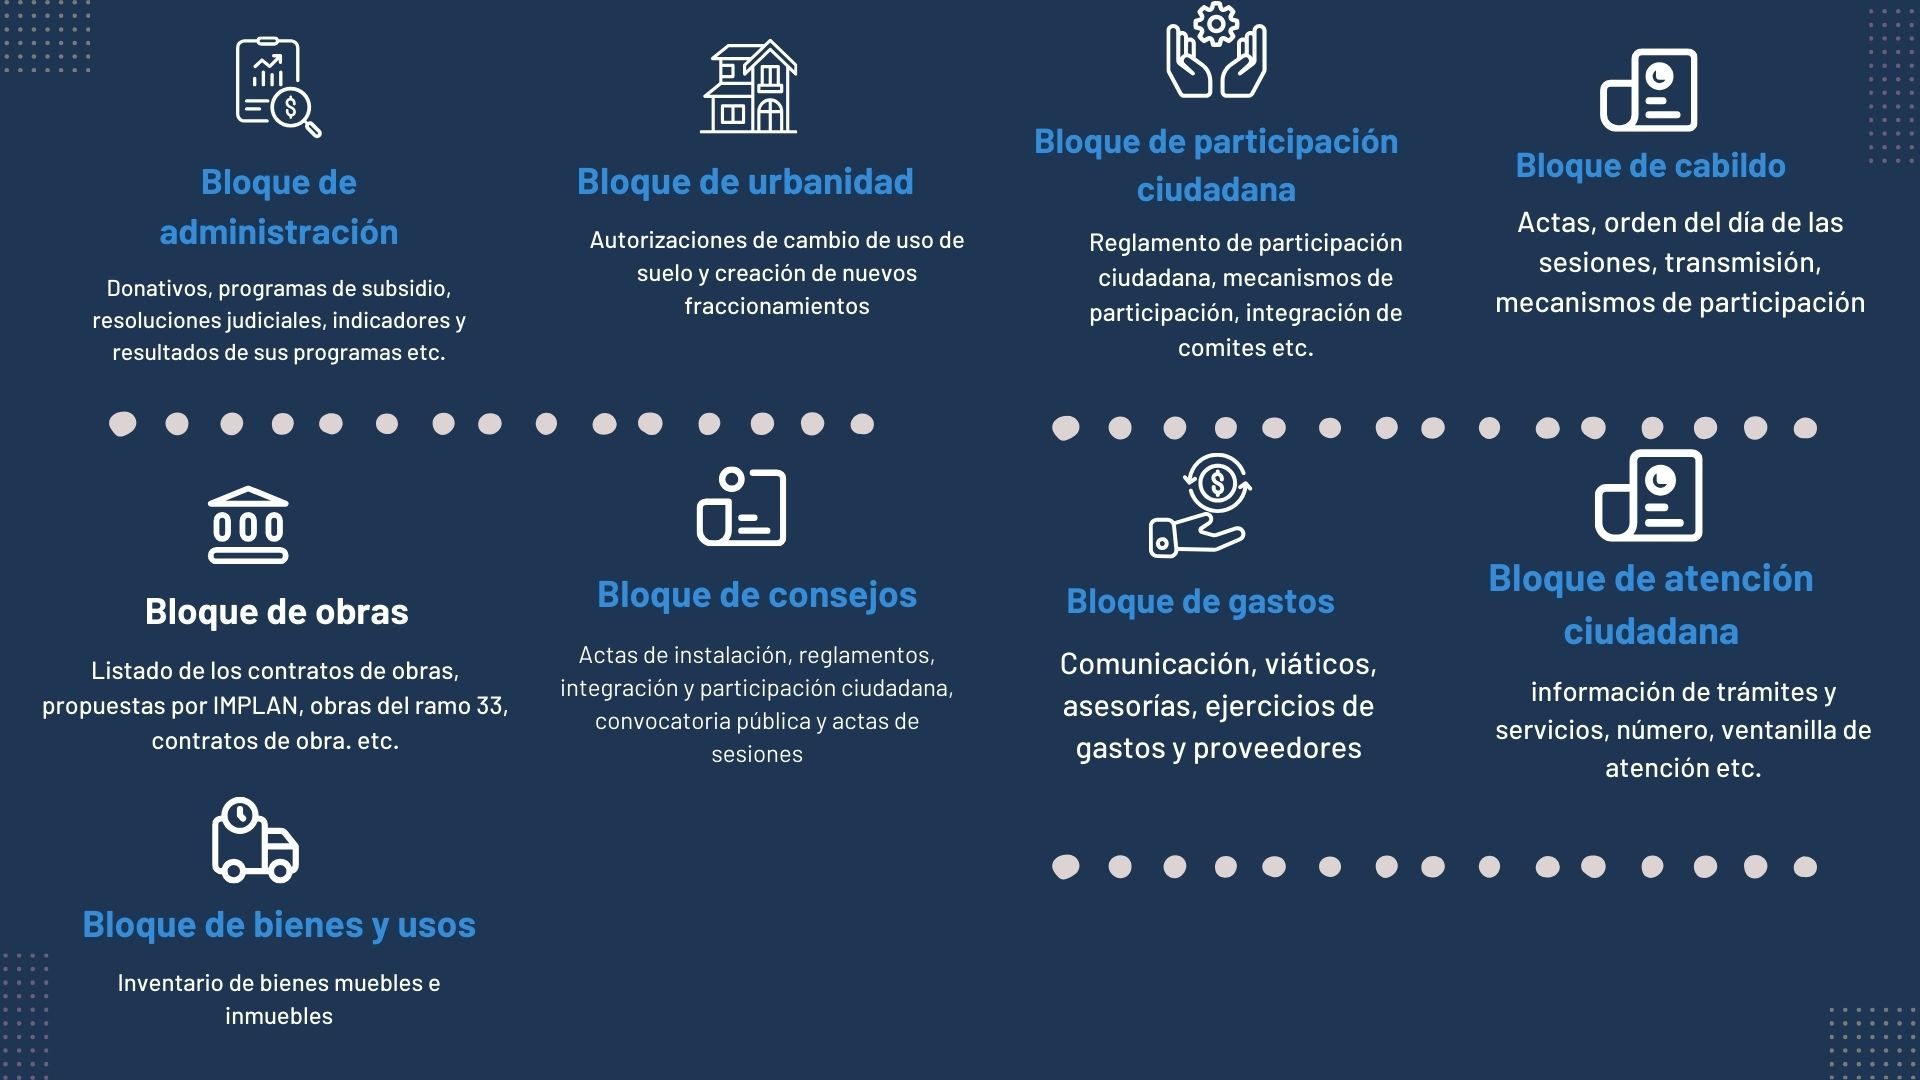 Bloque de
administración
Donativos, programas de subsidio,
resoluciones judiciales, indicadores y
resultados de sus programas etc.
Bloque de urbanidad
Autorizaciones de cambio de uso de
suelo y creación de nuevos
fraccionamientos
Bloque de participación
ciudadana
Reglamento de participación
ciudadana, mecanismos de
participación, integración de
comites etc.
Bloque de cabildo
Actas, orden del día de las
sesiones, transmisión,
mecanismos de participación
Bloque de obras
Listado de los contratos de obras,
propuestas por IMPLAN, obras del ramo 33,
contratos de obra. etc.
Bloque de consejos
Actas de instalación, reglamentos,
integración y participación ciudadana,
convocatoria pública y actas de
sesiones
Bloque de gastos
Comunicación, viáticos,
asesorías, ejercicios de
gastos y proveedores
Bloque de atención
ciudadana
información de trámites y
servicios, número, ventanilla de
atención etc.
Bloque de bienes y usos
Inventario de bienes muebles e
inmuebles